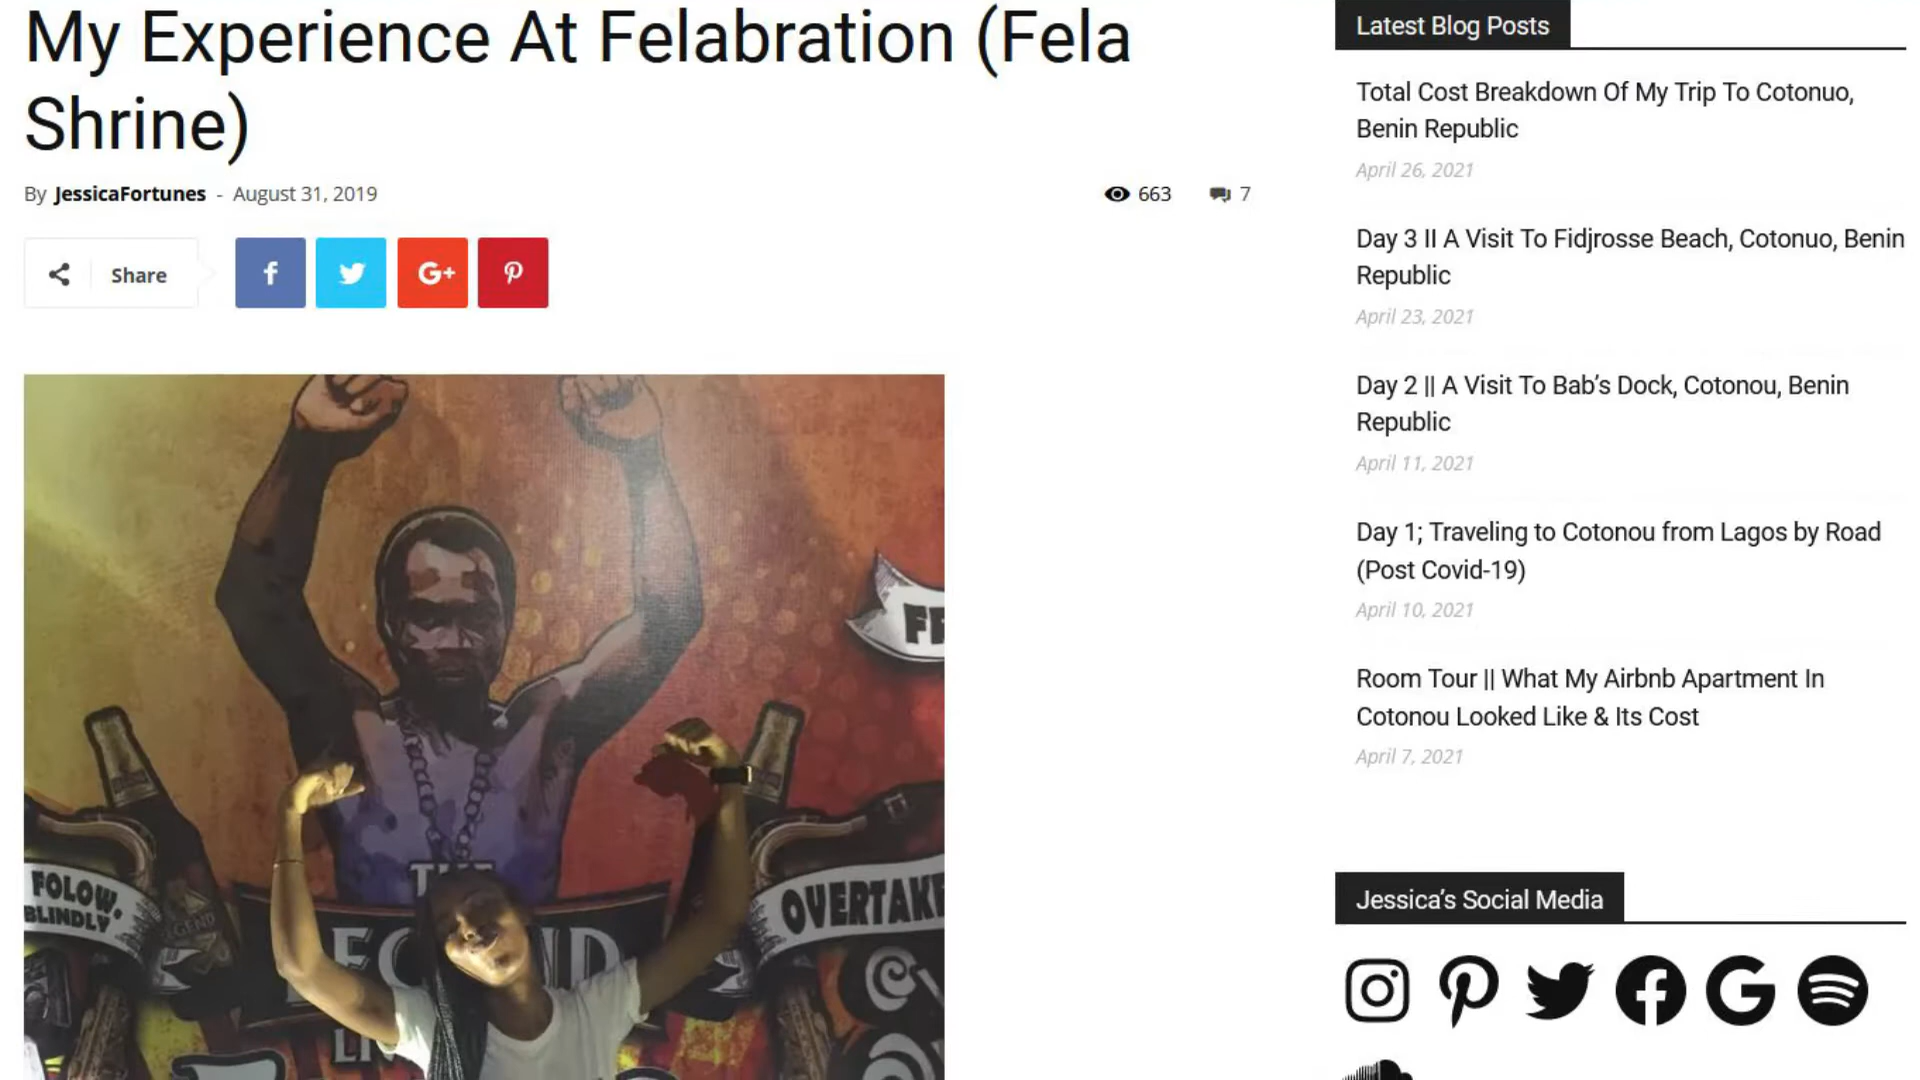 My Experience At Felabration (Fela
Shrine)
By JessicaFortunes - August 31, 2019
663
7
Share
f
G+
FOLOW.
BLINDLY
LEGEND
THE
OVERTAKE
Latest Blog Posts
Total Cost Breakdown Of My Trip To Cotonuo,
Benin Republic
April 26, 2021
Day 3 II A Visit To Fidjrosse Beach, Cotonuo, Benin
Republic
April 23, 2021
Day 2 || A Visit To Bab’s Dock, Cotonou, Benin
Republic
April 11, 2021
Day 1; Traveling to Cotonou from Lagos by Road
(Post Covid-19)
April 10, 2021
Room Tour || What My Airbnb Apartment In
Cotonou Looked Like & Its Cost
April 7, 2021
Jessica’s Social Media